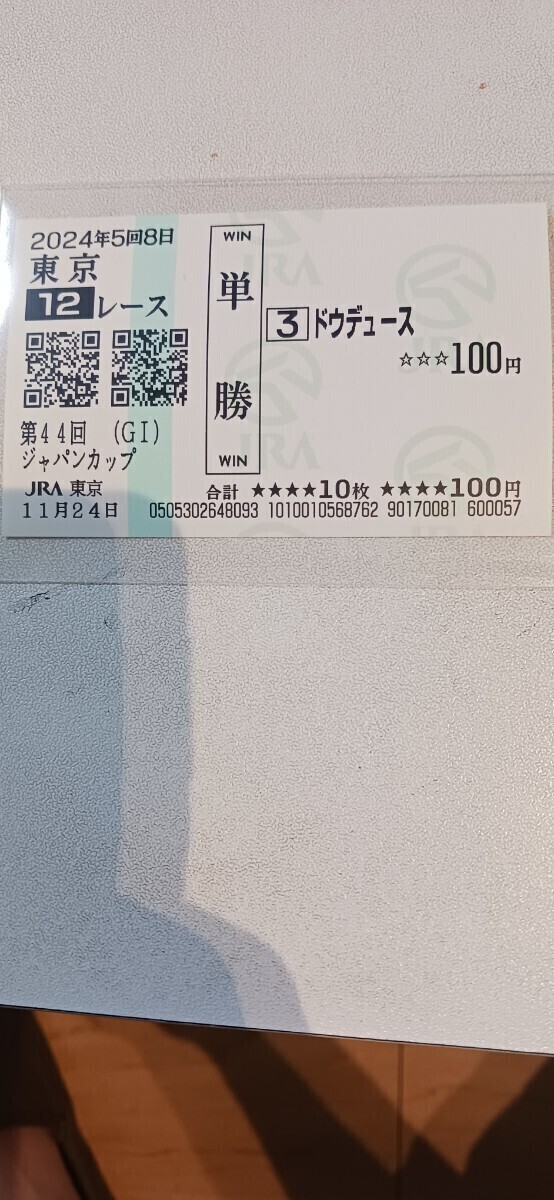 2024年5回8日
東京
12レース
第44回 (GI)
ジャパンカップ
JRA 東京
11月24日
WIN
単勝
WIN
3 ドウデュース
☆☆☆100円
合計 ★★★★10枚 ★★★★100円
0505302648093 1010010568762 90170081 600057
JRA
JRA
JRA